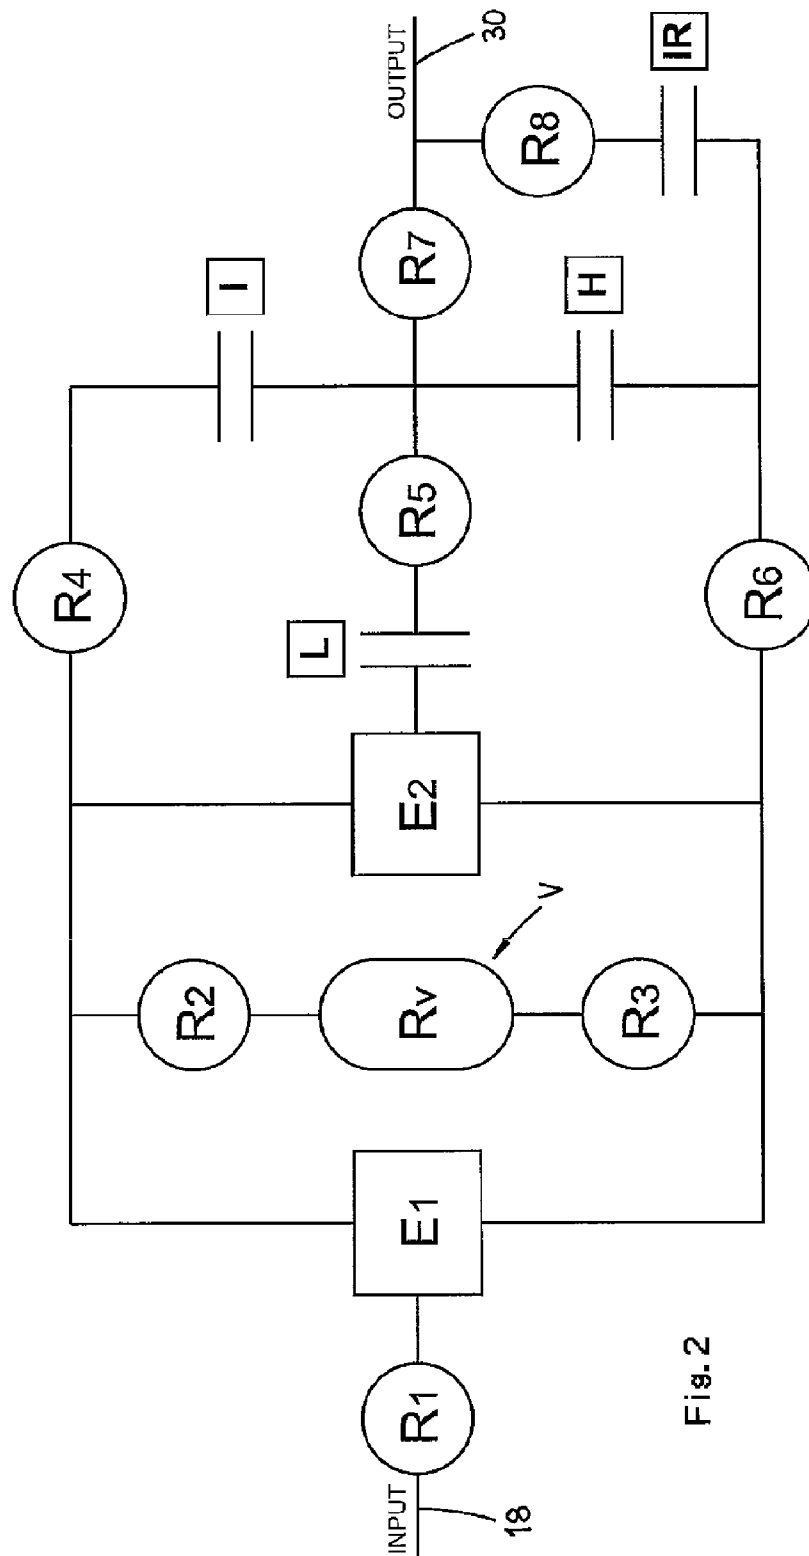 INPUT
18
R1
E1
R2
Rv
V
R3
E2
L
R4
R5
R6
I
H
R7
R8
IR
OUTPUT
30
Fig. 2